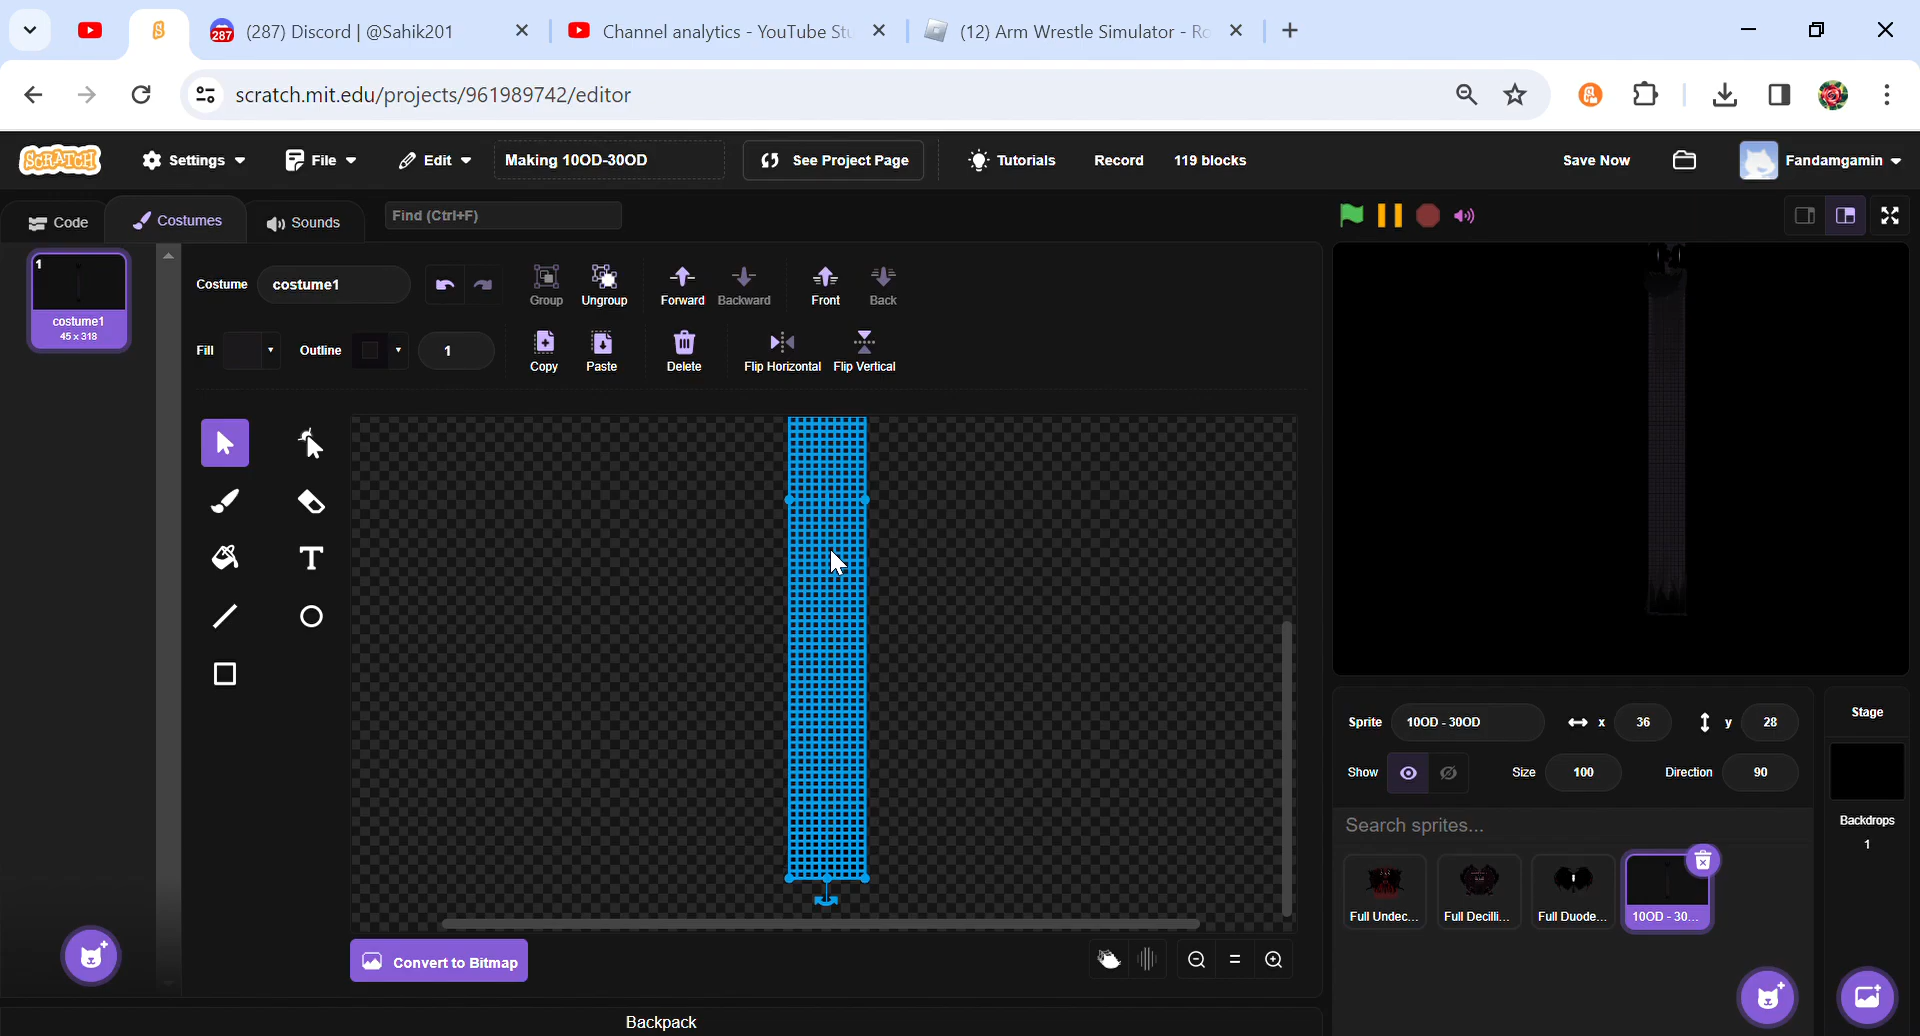 287
(287) Discord | @Sahik201
Channel analytics - YouTube Stu
(12) Arm Wrestle Simulator - Ro
scratch.mit.edu/projects/961989742/editor
SCRATCH
Settings
File
Edit
Making 10OD-30OD
See Project Page
Tutorials
Record
119 blocks
Save Now
Fandamgamin
Code
Costumes
Sounds
Find (Ctrl+F)
1
costume1
45 x 318
Costume
costume1
Group
Ungroup
Forward
Backward
Front
Back
Fill
Outline
1
Copy
Paste
Delete
Flip Horizontal
Flip Vertical
T
Convert to Bitmap
Backpack
Sprite
10OD - 30OD
x
36
y
28
Show
Size
100
Direction
90
Search sprites...
Full Undec...
Full Decilli...
Full Duode...
10OD - 30...
Stage
Backdrops
1